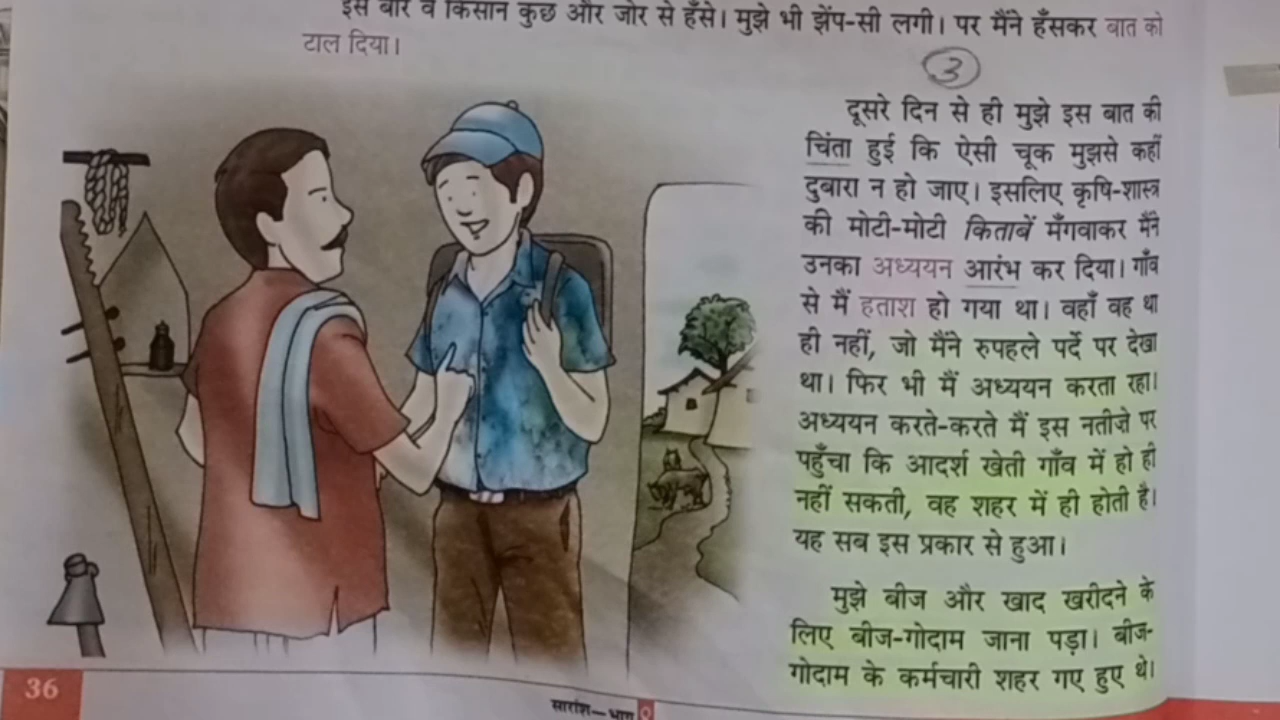 इस बार वे किसान कुछ और जोर से हँसे। मुझे भी झेंप-सी लगी। पर मैंने हँसकर बात को
टाल दिया।
3
दूसरे दिन से ही मुझे इस बात की
चिंता हुई कि ऐसी चूक मुझसे कहीं
दुबारा न हो जाए। इसलिए कृषि-शास्त्र
की मोटी-मोटी किताबें मँगवाकर मैंने
उनका अध्ययन आरंभ कर दिया। गाँव
से मैं हताश हो गया था। वहाँ वह था
ही नहीं, जो मैंने रुपहले पर्दे पर देखा
था। फिर भी मैं अध्ययन करता रहा।
अध्ययन करते-करते मैं इस नतीज़े पर
पहुँचा कि आदर्श खेती गाँव में हो ही
नहीं सकती, वह शहर में ही होती है।
यह सब इस प्रकार से हुआ।
मुझे बीज और खाद खरीदने के
लिए बीज-गोदाम जाना पड़ा। बीज-
गोदाम के कर्मचारी शहर गए हुए थे।
36
सारांश—भाग